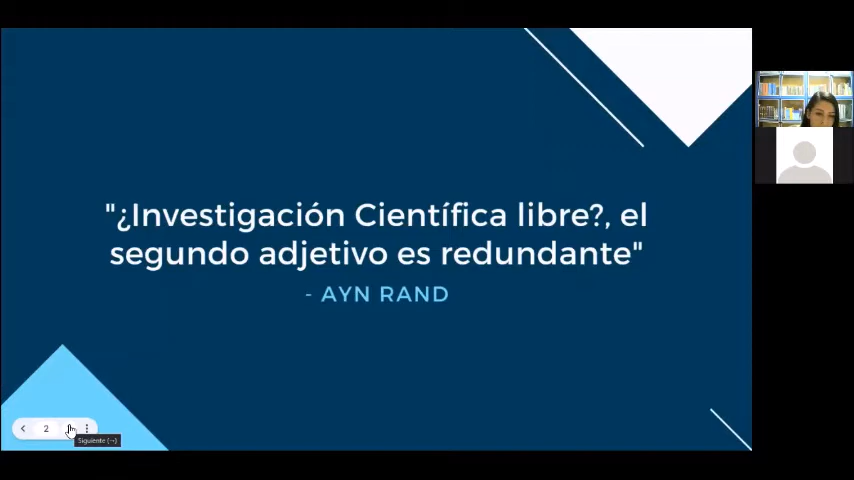 "¿Investigación Científica libre?, el
segundo adjetivo es redundante"
- AYN RAND
2
Siguiente (→)